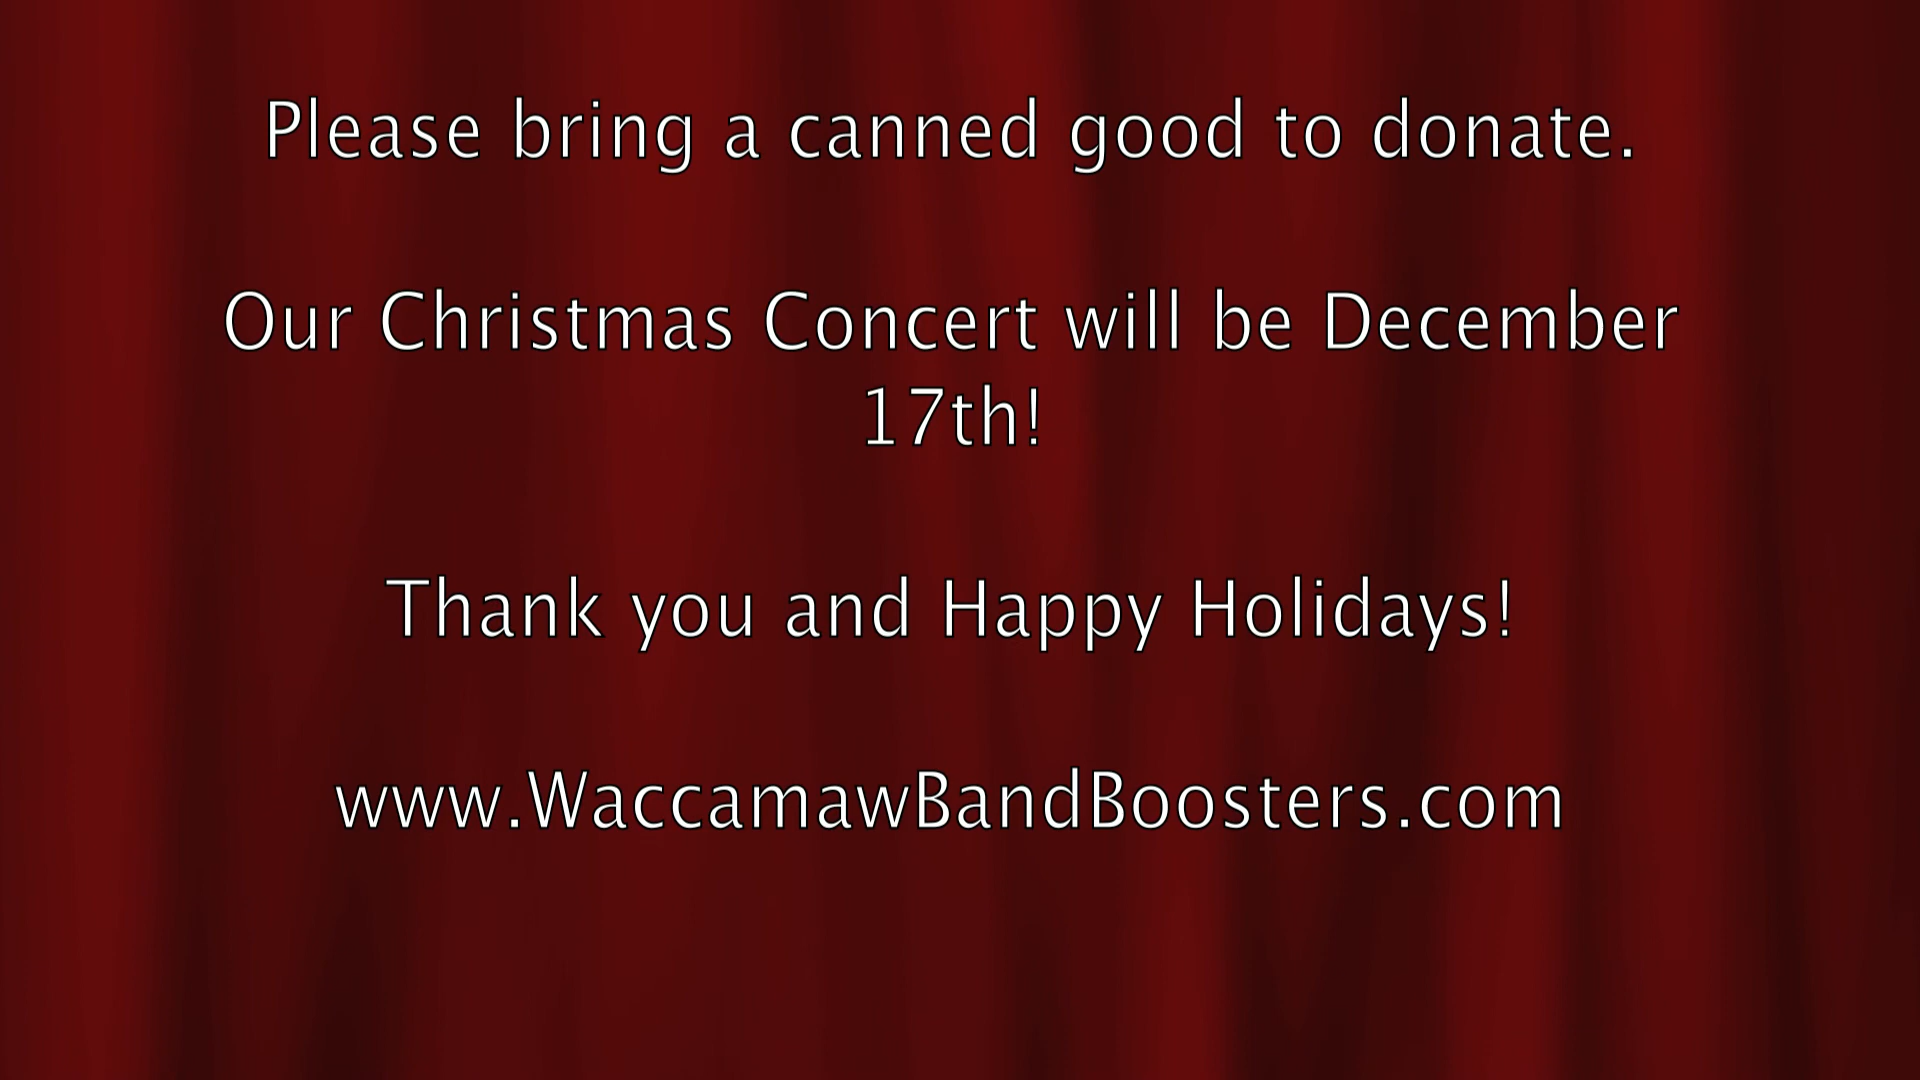 Please bring a canned good to donate.
Our Christmas Concert will be December
17th!
Thank you and Happy Holidays!
www.WaccamawBandBoosters.com